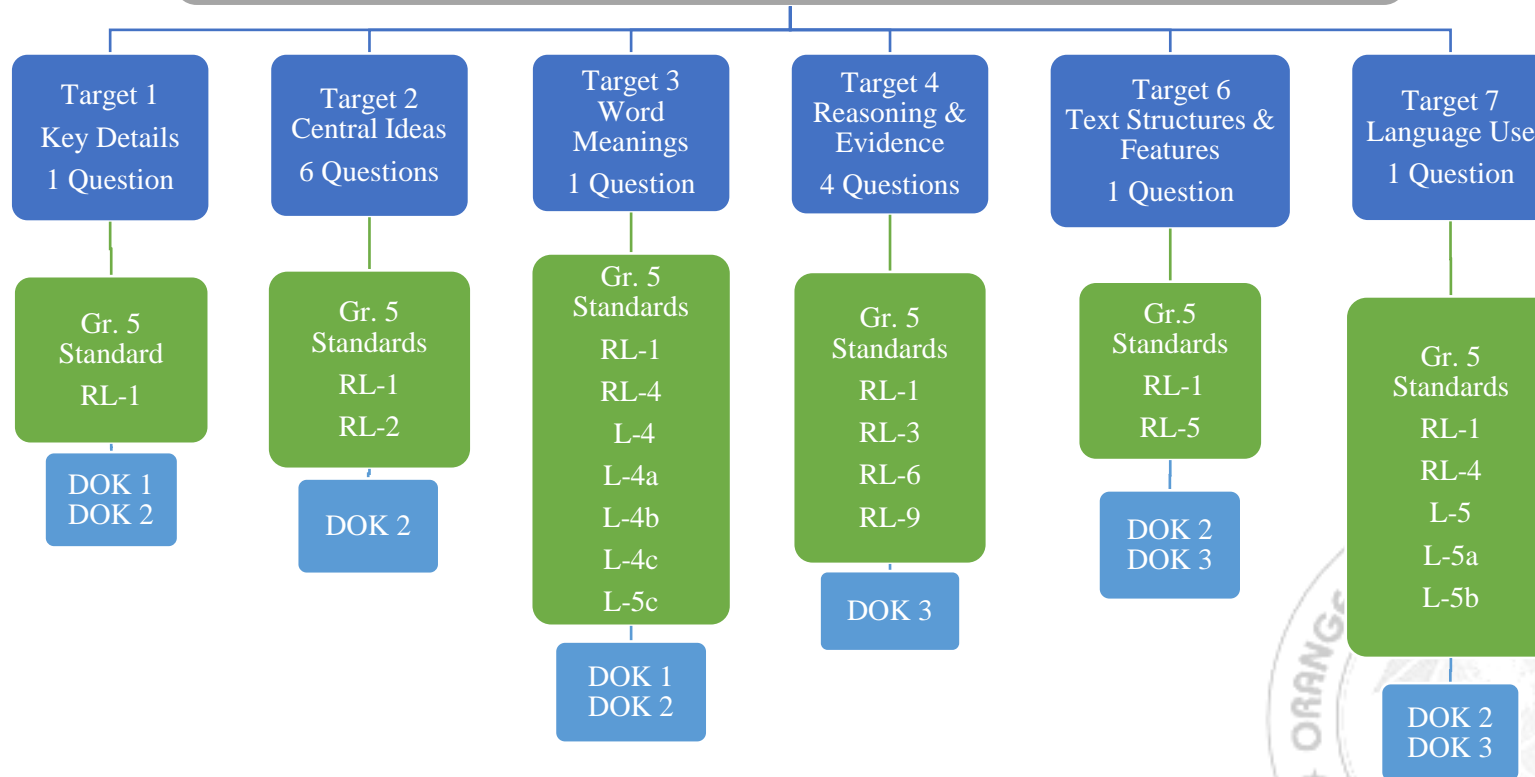 Target 1
Key Details
1 Question
Gr. 5
Standard
RL-1
DOK 1
DOK 2
Target 2
Central Ideas
6 Questions
Gr. 5
Standards
RL-1
RL-2
DOK 2
Target 3
Word
Meanings
1 Question
Gr. 5
Standards
RL-1
RL-4
L-4
L-4a
L-4b
L-4c
L-5c
DOK 1
DOK 2
Target 4
Reasoning &
Evidence
4 Questions
Gr. 5
Standards
RL-1
RL-3
RL-6
RL-9
DOK 3
Target 6
Text Structures &
Features
1 Question
Gr.5
Standards
RL-1
RL-5
DOK 2
DOK 3
Target 7
Language Use
1 Question
Gr. 5
Standards
RL-1
RL-4
L-5
L-5a
L-5b
DOK 2
DOK 3
ORANGE